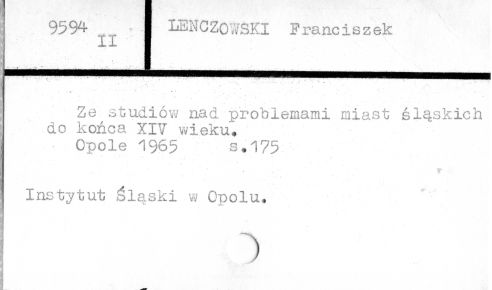 9594
II
LENCZOWSKI Franciszek
Ze studiów nad problemami miast śląskich
do końca XIV wieku.
Opole 1965 s.175
Instytut Śląski w Opolu.